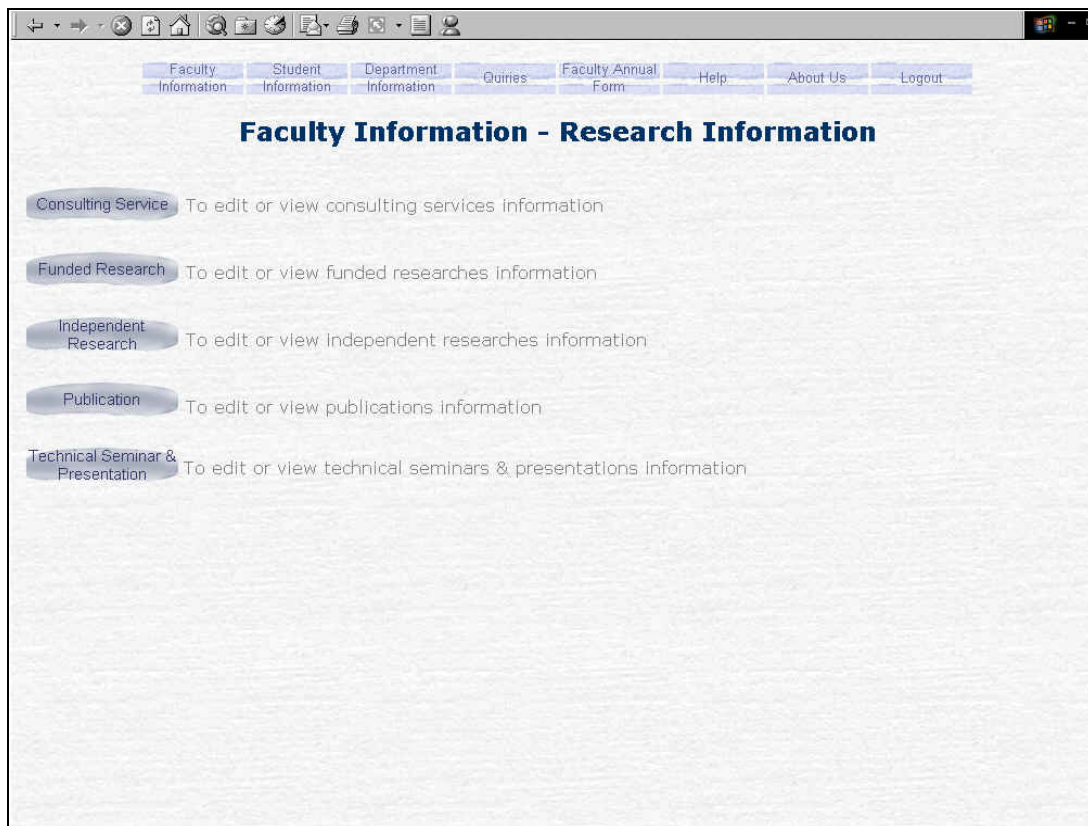 Faculty Information
Student Information
Department Information
Quiries
Faculty Annual Form
Help
About Us
Logout
Faculty Information - Research Information
Consulting Service
To edit or view consulting services information
Funded Research
To edit or view funded researches information
Independent
Research
To edit or view independent researches information
Publication
To edit or view publications information
Technical Seminar &
Presentation
To edit or view technical seminars & presentations information